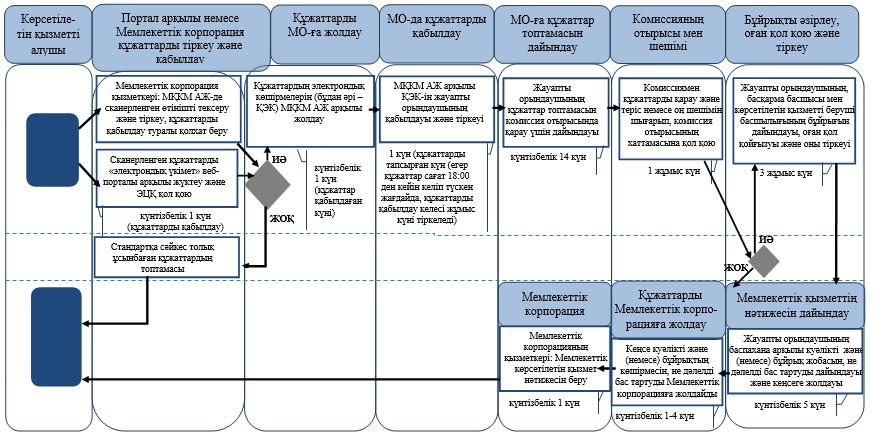 Көрсетіле-
тін қызметті
алушы
Портал арқылы немесе
Мемлекеттік корпорация
құжаттарды тіркеу және
қабылдау
Құжаттарды
МО-ға жолдау
МО-да құжаттарды
қабылдау
МО-ға құжаттар
топтамасын
дайындау
Комиссияның
отырысы мен
шешімі
Бұйрықты әзірлеу,
оған қол қою және
тіркеу
Мемлекеттік корпорация
қызметкері: МҚКМ АЖ-де
сканерленген өтінішті тексеру
және тіркеу, құжаттарды
қабылдау туралы қолхат беру
Сканерленген құжаттарды
«электрондық үкімет» веб-
порталы арқылы жүктеу және
ЭЦҚ қол қою
күнтізбелік 1 күн
(құжаттарды қабылдау)
Стандартқа сәйкес толық
ұсынбаған құжаттардың
топтамасы
Құжаттардың электрондық
көшірмелерін (бұдан әрі –
ҚЭК) МҚКМ АЖ арқылы
жолдау
ИӘ
ЖОҚ
күнтізбелік
1 күн
(құжаттар
қабылдаған
күні)
МҚКМ АЖ арқылы
ҚЭК-ін жауапты
орындаушының
қабылдауы және тіркеуі
1 күн (құжаттарды
тапсырған күн (егер
құжаттар сағат 18:00
ден кейін келіп түскен
жағдайда, құжаттарды
қабылдау келесі жұмыс
күні тіркеледі)
Жауапты
орындаушының
құжаттар топтамасын
комиссия отырысында
қарау үшін дайындауы
күнтізбелік 14 күн
Комиссиямен
құжаттарды қарау және
теріс немесе оң шешімін
шығарып, комиссия
отырысының
хаттамасына қол қою
1 жұмыс күн
Жауапты орындаушының,
басқарма басшысы мен
көрсетілетін қызметті беруші
басшылығының бұйрығын
дайындауы, оған қол
қойғызуы және оны тіркеуі
3 жұмыс күн
ИӘ
ЖОҚ
Мемлекеттік
корпорация
Құжаттарды
Мемлекеттік корпо-
рацияға жолдау
Мемлекеттік қызметтің
нәтижесін дайындау
Мемлекеттік
корпорацияның
қызметкері: Мемлекеттік
көрсетілетін қызмет
нәтижесін беру
күнтізбелік 1 күн
Кеңсе куәлікті және
(немесе) бұйрықтың
көшірмесін, не дәлелді
бас тартуды Мемлекеттік
корпорацияға жолдайды
күнтізбелік 1-4 күн
Жауапты орындаушының
баспахана арқылы куәлікті және
(немесе) бұйрық жобасын, не
дәлелді бас тартуды дайындауы
және кеңсеге жолдауы
күнтізбелік 5 күн